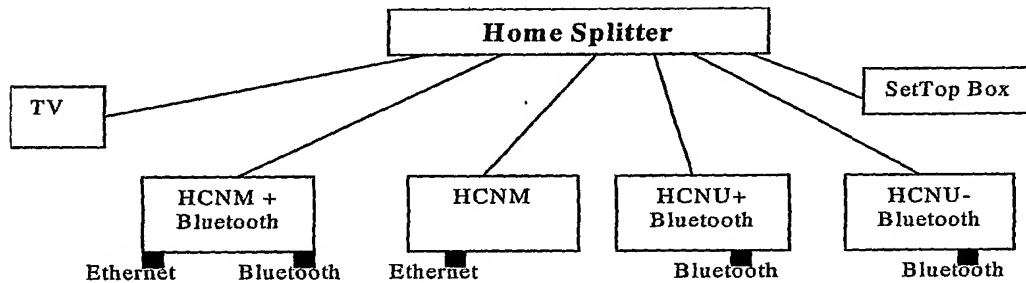 Home Splitter
TV
SetTop Box
HCNM +
Bluetooth
HCNM
HCNU+
Bluetooth
HCNU-
Bluetooth
Ethernet
Bluetooth
Ethernet
Bluetooth
Bluetooth